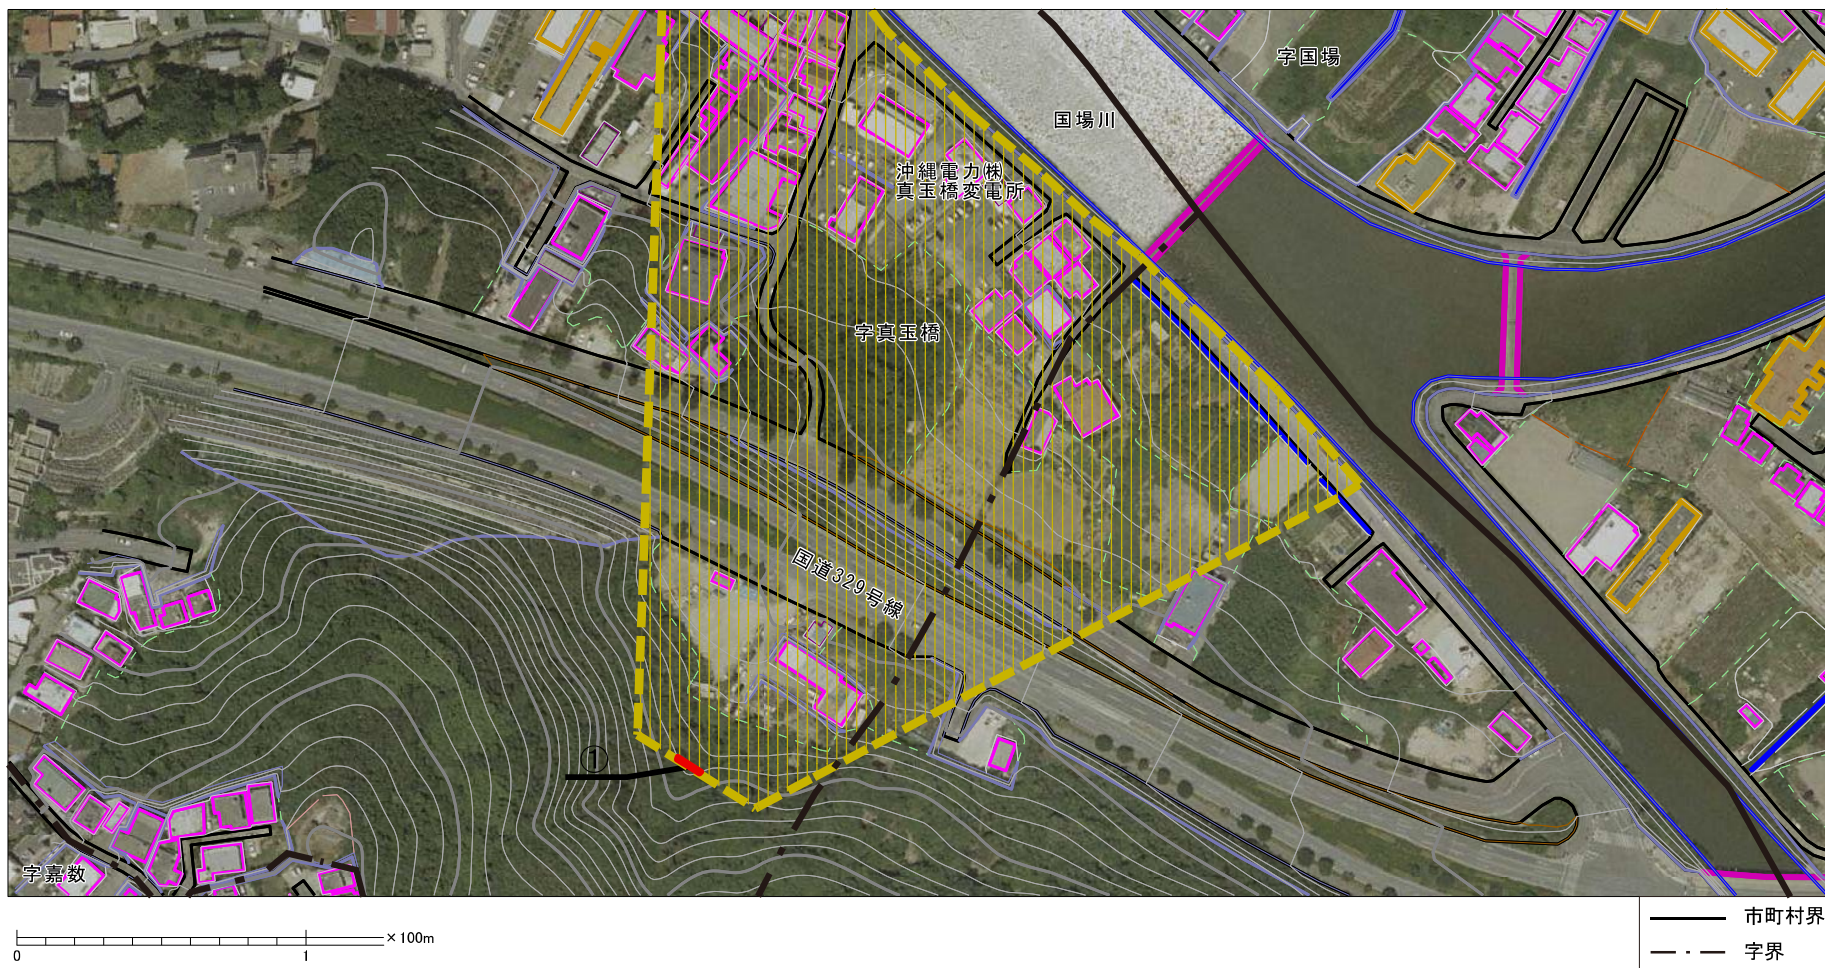 字国場
国場川
沖縄電力㈱
真玉橋変電所
字真玉橋
国道329号線
①
字嘉数
×100m
0
1
市町村界
字界